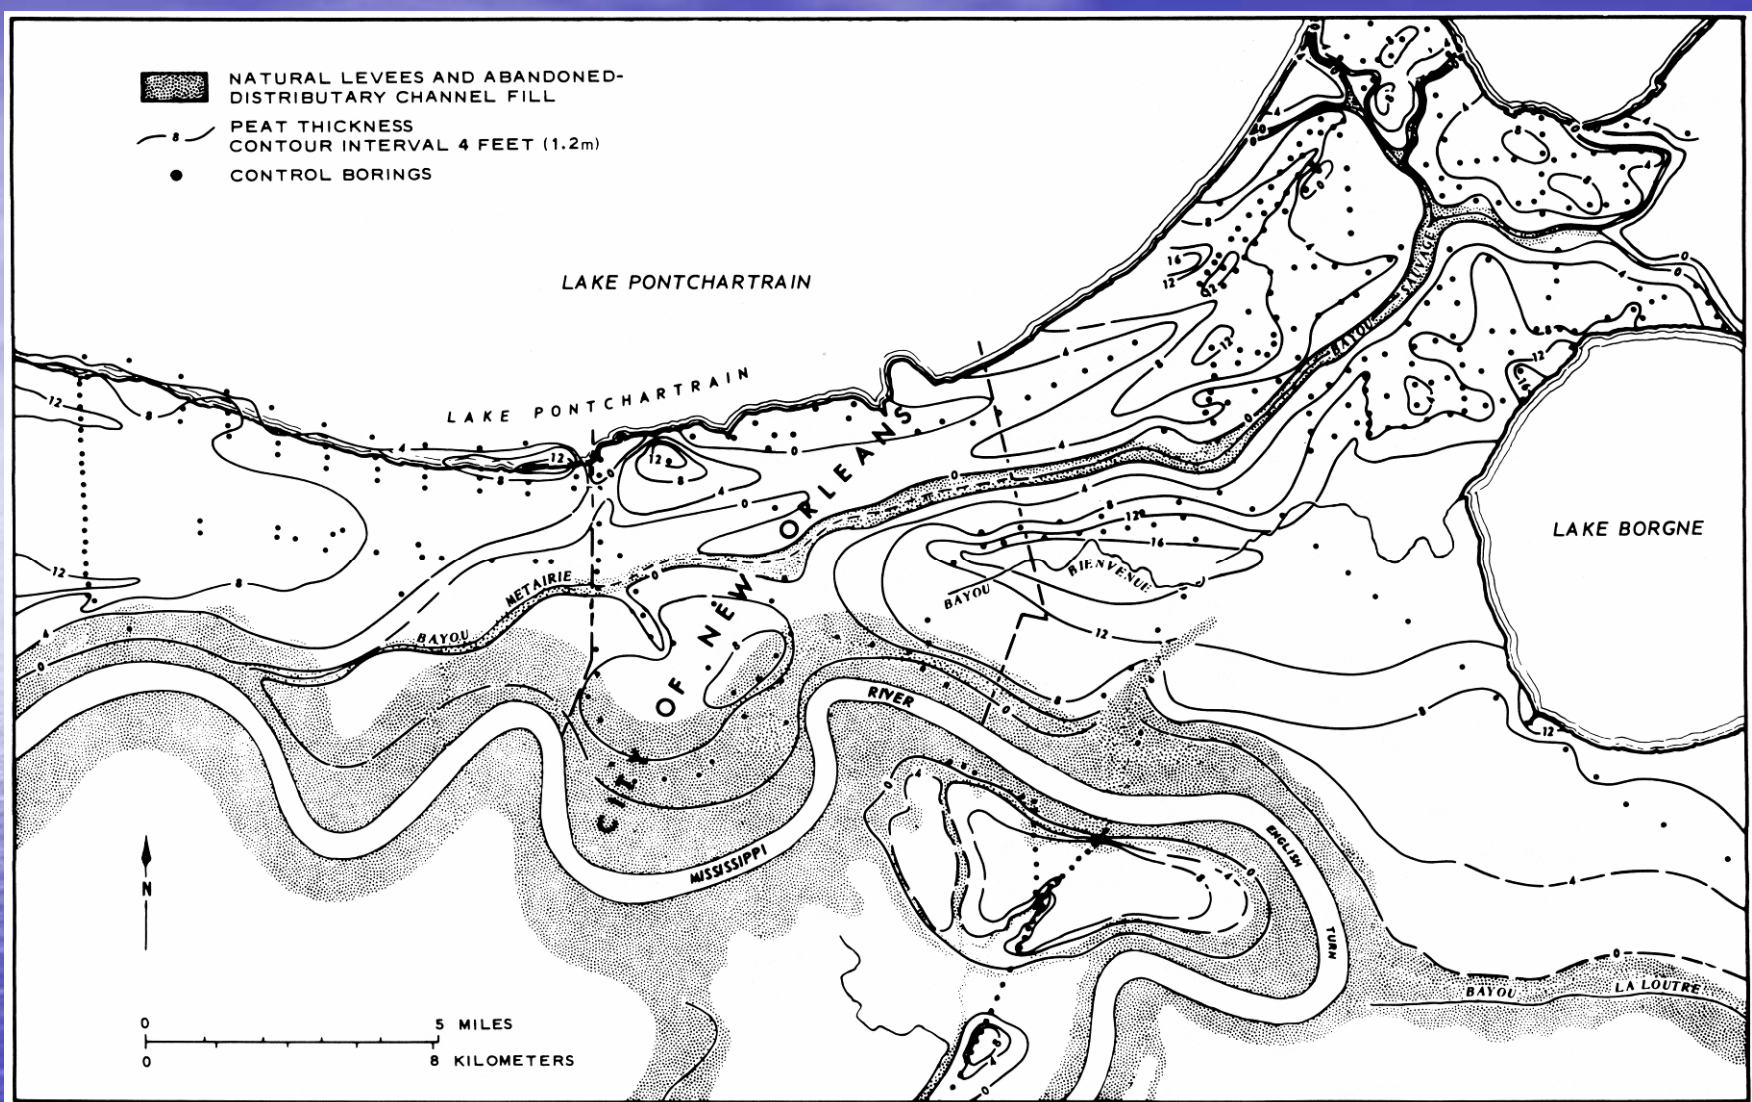 NATURAL LEVEES AND ABANDONED-
DISTRIBUTARY CHANNEL FILL
8
PEAT THICKNESS
CONTOUR INTERVAL 4 FEET (1.2m)
CONTROL BORINGS
LAKE PONTCHARTRAIN
LAKE PONTCHARTRAIN
CITY OF NEW ORLEANS
BAYOU SAUVAGE
LAKE BORGNE
BAYOU METAIRIE
BAYOU BIENVENUE
MISSISSIPPI RIVER
ENGLISH TURN
BAYOU LA LOUTRE
N
0 5 MILES
0 8 KILOMETERS